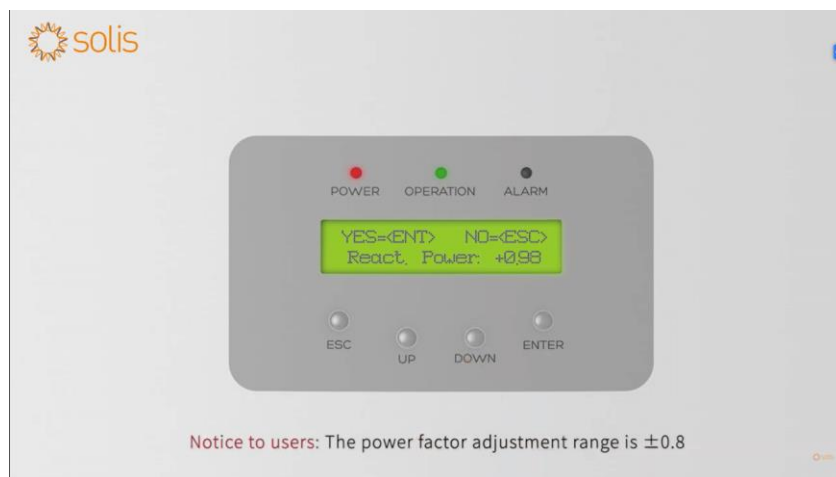 solis
POWER OPERATION ALARM
YES=<ENT> NO=<ESC>
React. Power: +0.98
ESC UP DOWN ENTER
Notice to users: The power factor adjustment range is ±0.8